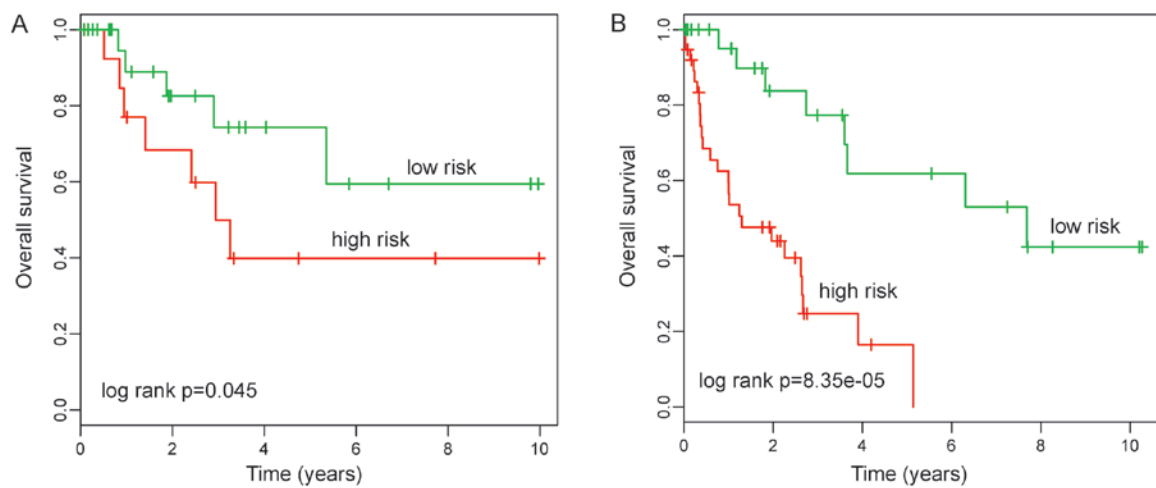 A
Overall survival
1.0
0.8
0.6
0.4
0.2
0.0
low risk
high risk
log rank p=0.045
0 2 4 6 8 10
Time (years)
B
Overall survival
1.0
0.8
0.6
0.4
0.2
0.0
low risk
high risk
log rank p=8.35e-05
0 2 4 6 8 10
Time (years)